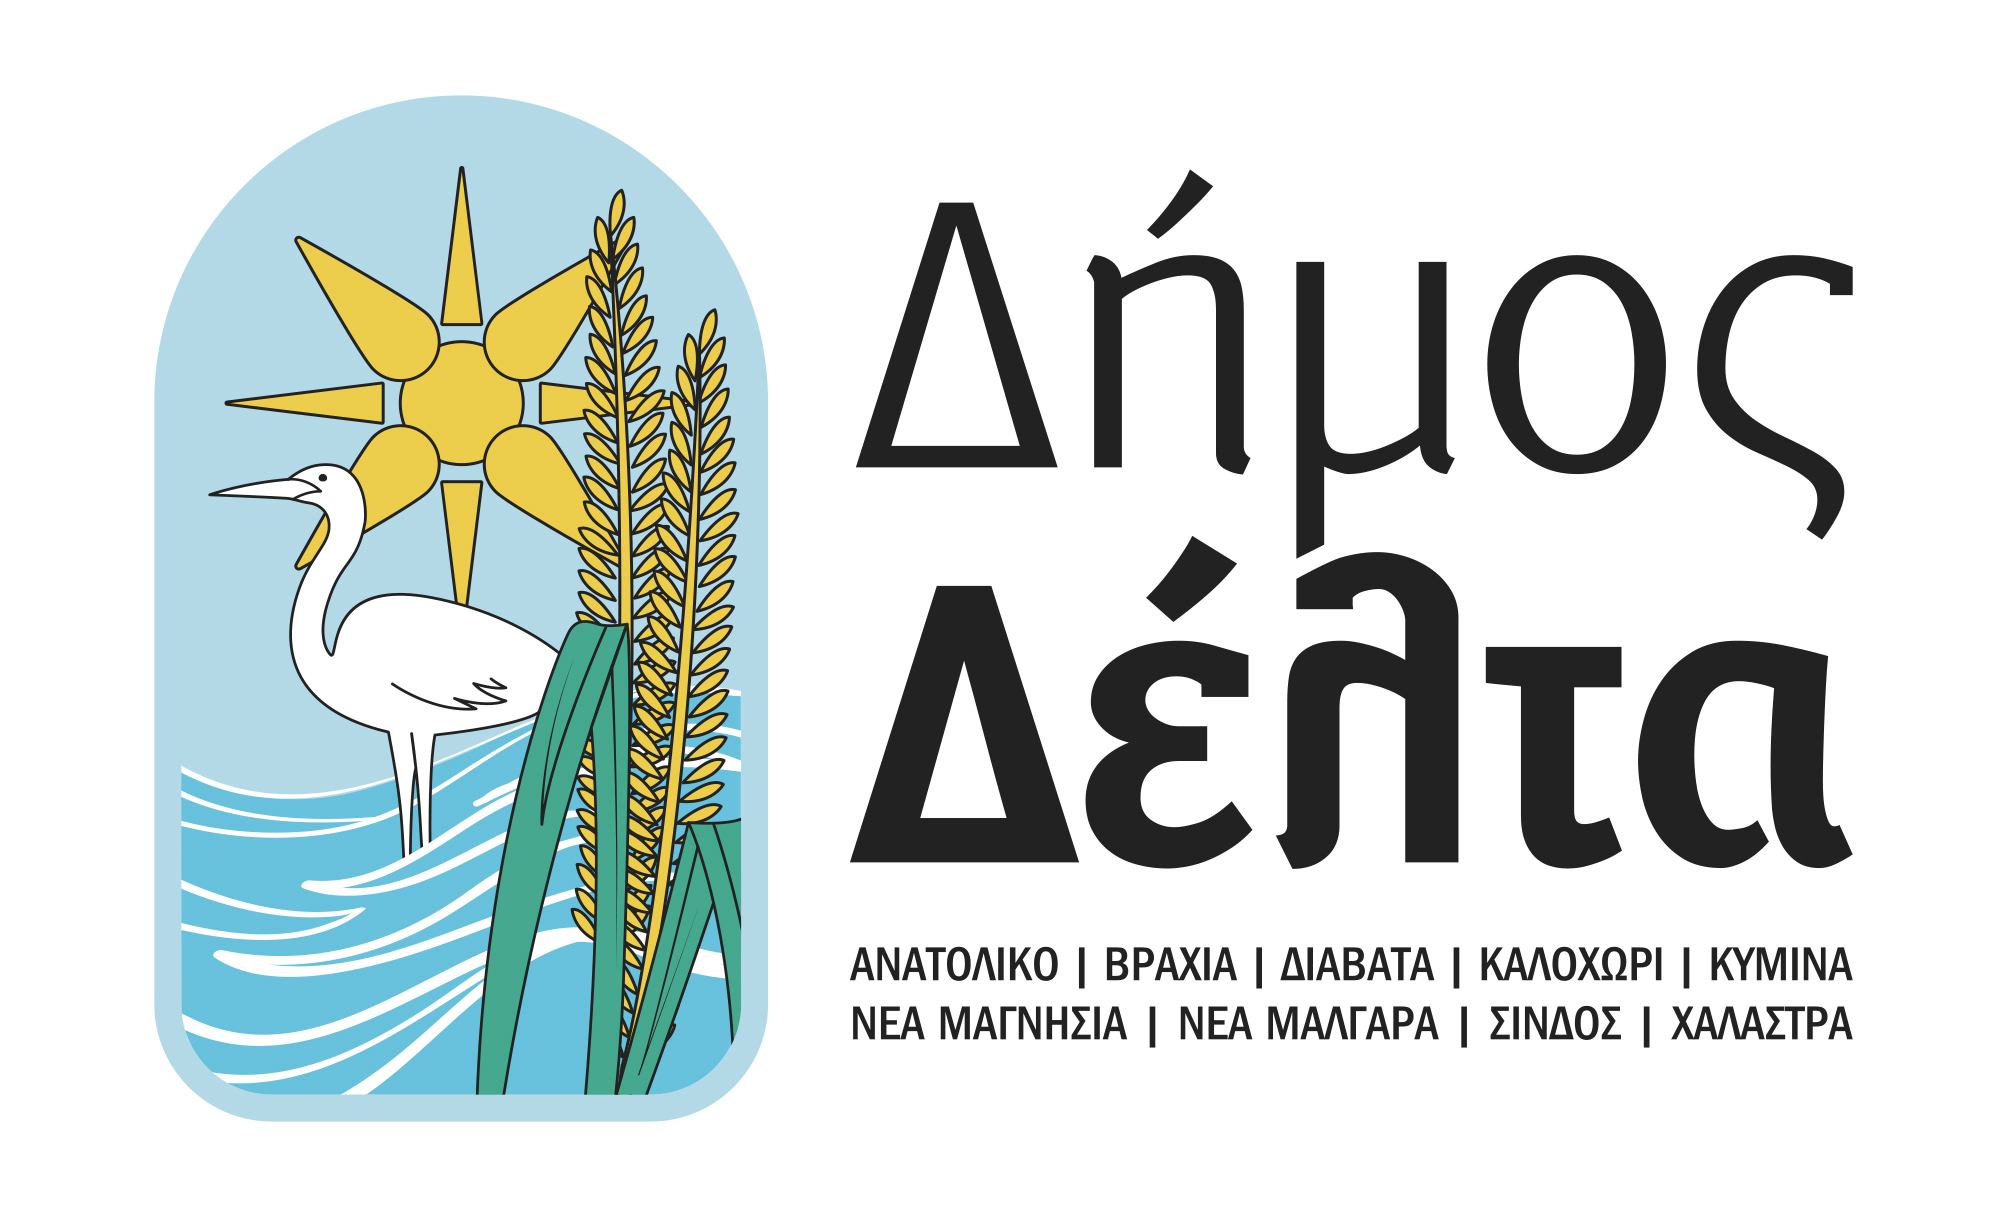 Δήμος
Δέλτα
ΑΝΑΤΟΛΙΚΟ | ΒΡΑΧΙΑ | ΔΙΑΒΑΤΑ | ΚΑΛΟΧΩΡΙ | ΚΥΜΙΝΑ
ΝΕΑ ΜΑΓΝΗΣΙΑ | ΝΕΑ ΜΑΛΓΑΡΑ | ΣΙΝΔΟΣ | ΧΑΛΑΣΤΡΑ